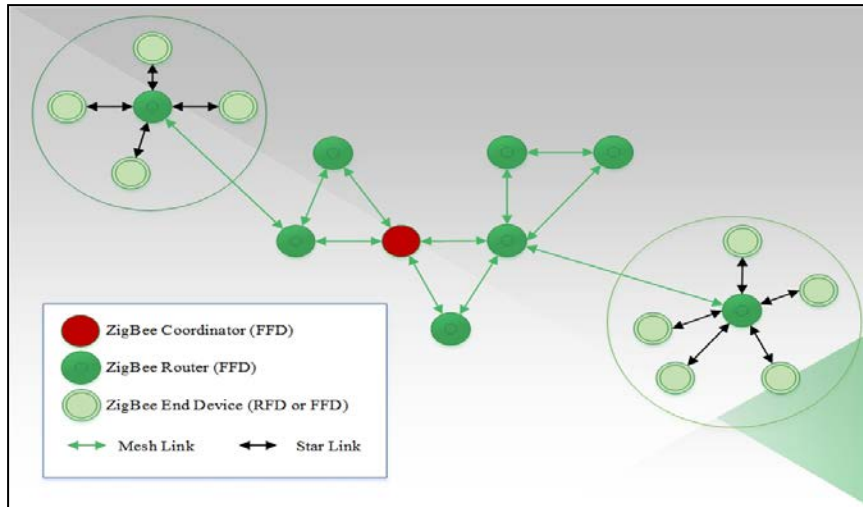 ZigBee Coordinator (FFD)
ZigBee Router (FFD)
ZigBee End Device (RFD or FFD)
Mesh Link
Star Link